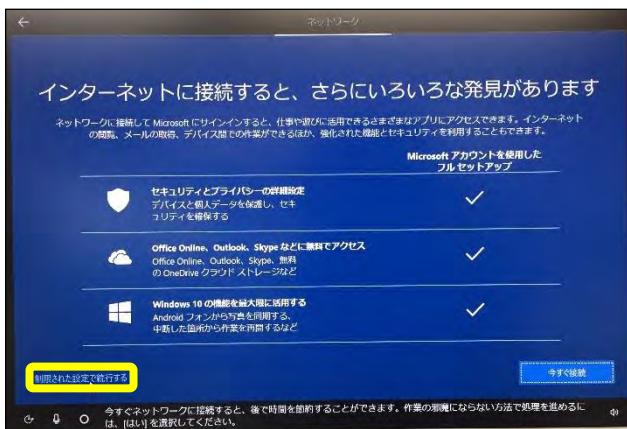 ネットワーク
インターネットに接続すると、さらにいろいろな発見があります
ネットワークに接続して Microsoft にサインインすると、仕事や遊びに活用できるさまざまなアプリにアクセスできます。インターネット
の閲覧、メールの取得、デバイス間での作業ができるほか、強化された機能とセキュリティを利用することもできます。
Microsoft アカウントを使用した
フル セットアップ
セキュリティとプライバシーの詳細設定
デバイスと個人データを保護し、セキ
ュリティを確保する
Office Online、Outlook、Skype などに無料でアクセス
Office Online、Outlook、Skype、無料
の OneDrive クラウド ストレージなど
Windows 10 の機能を最大限に活用する
Android フォンから写真を同期する、
中断した箇所から作業を再開するなど
制限された設定で続行する
今すぐ接続
今すぐネットワークに接続すると、後で時間を節約することができます。作業の邪魔にならない方法で処理を進めるに
は、[はい] を選択してください。